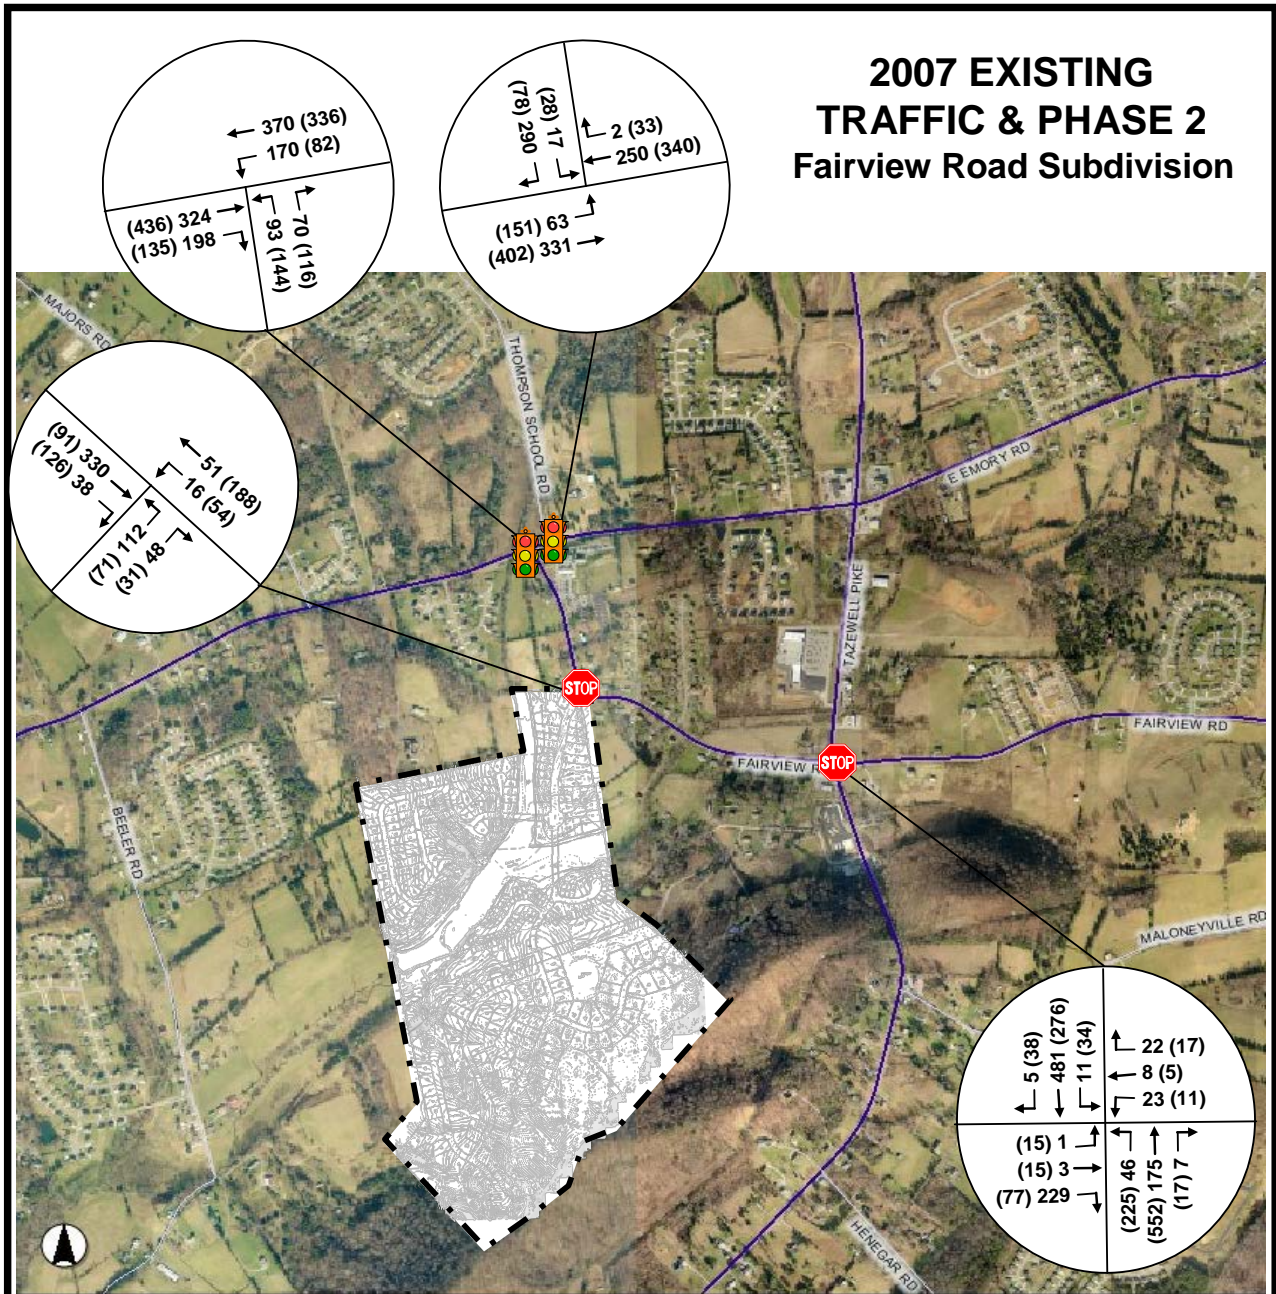 2007 EXISTING
TRAFFIC & PHASE 2
Fairview Road Subdivision
370 (336)
170 (82)
(436) 324
(135) 198
93 (144)
70 (116)
(78) 290
(28) 17
2 (33)
250 (340)
(151) 63
(402) 331
MAJORS RD
THOMPSON SCHOOL RD
E EMORY RD
(91) 330
(126) 38
51 (188)
16 (54)
(71) 112
(31) 48
TAZEWELL PIKE
STOP
FAIRVIEW RD
FAIRVIEW R
STOP
BEELER RD
MALONEYVILLE RD
5 (38)
481 (276)
11 (34)
22 (17)
8 (5)
23 (11)
(15) 1
(15) 3
(77) 229
(225) 46
(552) 175
(17) 7
HENEGAR RD